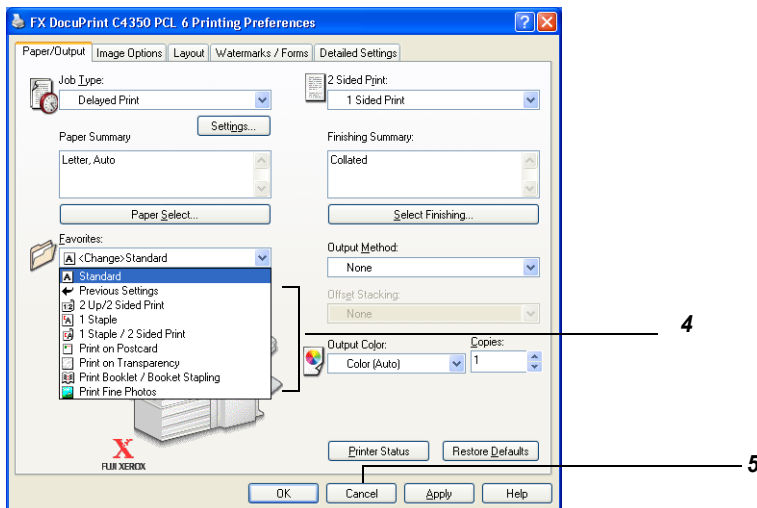 FX DocuPrint C4350 PCL 6 Printing Preferences
Paper/Output
Image Options
Layout
Watermarks / Forms
Detailed Settings
Job Type:
Delayed Print
Settings...
2 Sided Print:
1 Sided Print
Paper Summary
Letter, Auto
Paper Select...
Finishing Summary:
Collated
Select Finishing...
Favorites:
<Change>Standard
Standard
Previous Settings
2 Up/2 Sided Print
1 Staple
1 Staple / 2 Sided Print
Print on Postcard
Print on Transparency
Print Booklet / Booket Stapling
Print Fine Photos
Output Method:
None
Offset Stacking:
None
4
Output Color:
Color (Auto)
Copies:
1
FUJI XEROX
Printer Status
Restore Defaults
5
OK
Cancel
Apply
Help